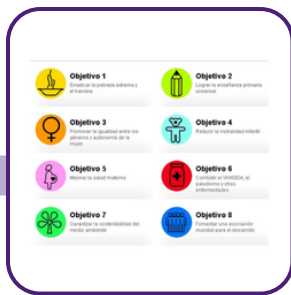 Objetivo 1
Erradicar la pobreza extrema y
el hambre
Objetivo 2
Lograr la enseñanza primaria
universal
Objetivo 3
Promover la igualdad entre los
géneros y autonomía de la
mujer
Objetivo 4
Reducir la mortalidad infantil
Objetivo 5
Mejorar la salud materna
Objetivo 6
Combatir el VIH/SIDA, el
paludismo y otras
enfermedades
Objetivo 7
Garantizar la sostenibilidad del
medio ambiente
Objetivo 8
Fomentar una asociación
mundial para el desarrollo